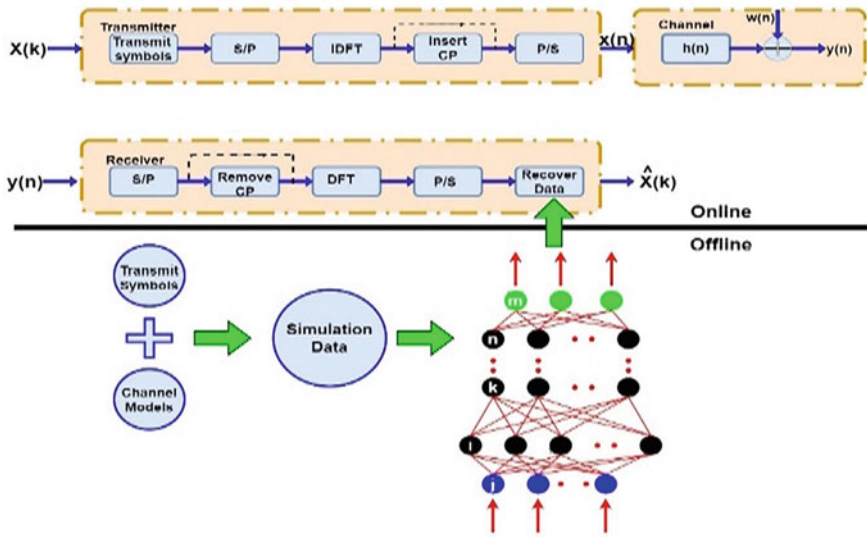 Transmitter
X(k)
Transmit
symbols
S/P
IDFT
Insert
CP
P/S
x(n)
Channel
h(n)
w(n)
y(n)
Receiver
y(n)
S/P
Remove
CP
DFT
P/S
Recover
Data
X̂(k)
Online
Offline
Transmit
Symbols
Channel
Models
Simulation
Data
m
n
k
l
j